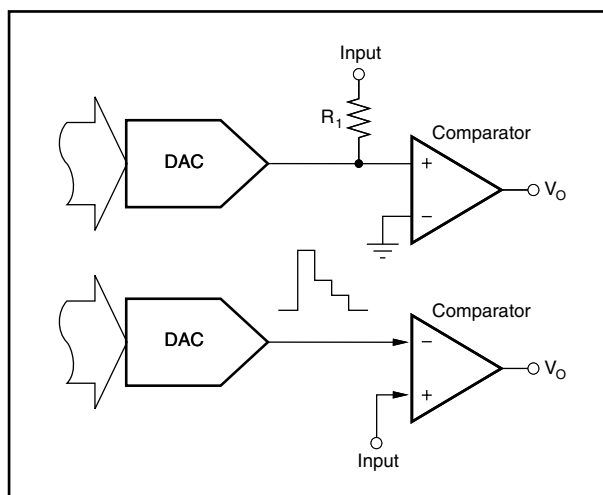 Input
R1
Comparator
DAC
+
−
VO
Comparator
DAC
−
VO
+
Input